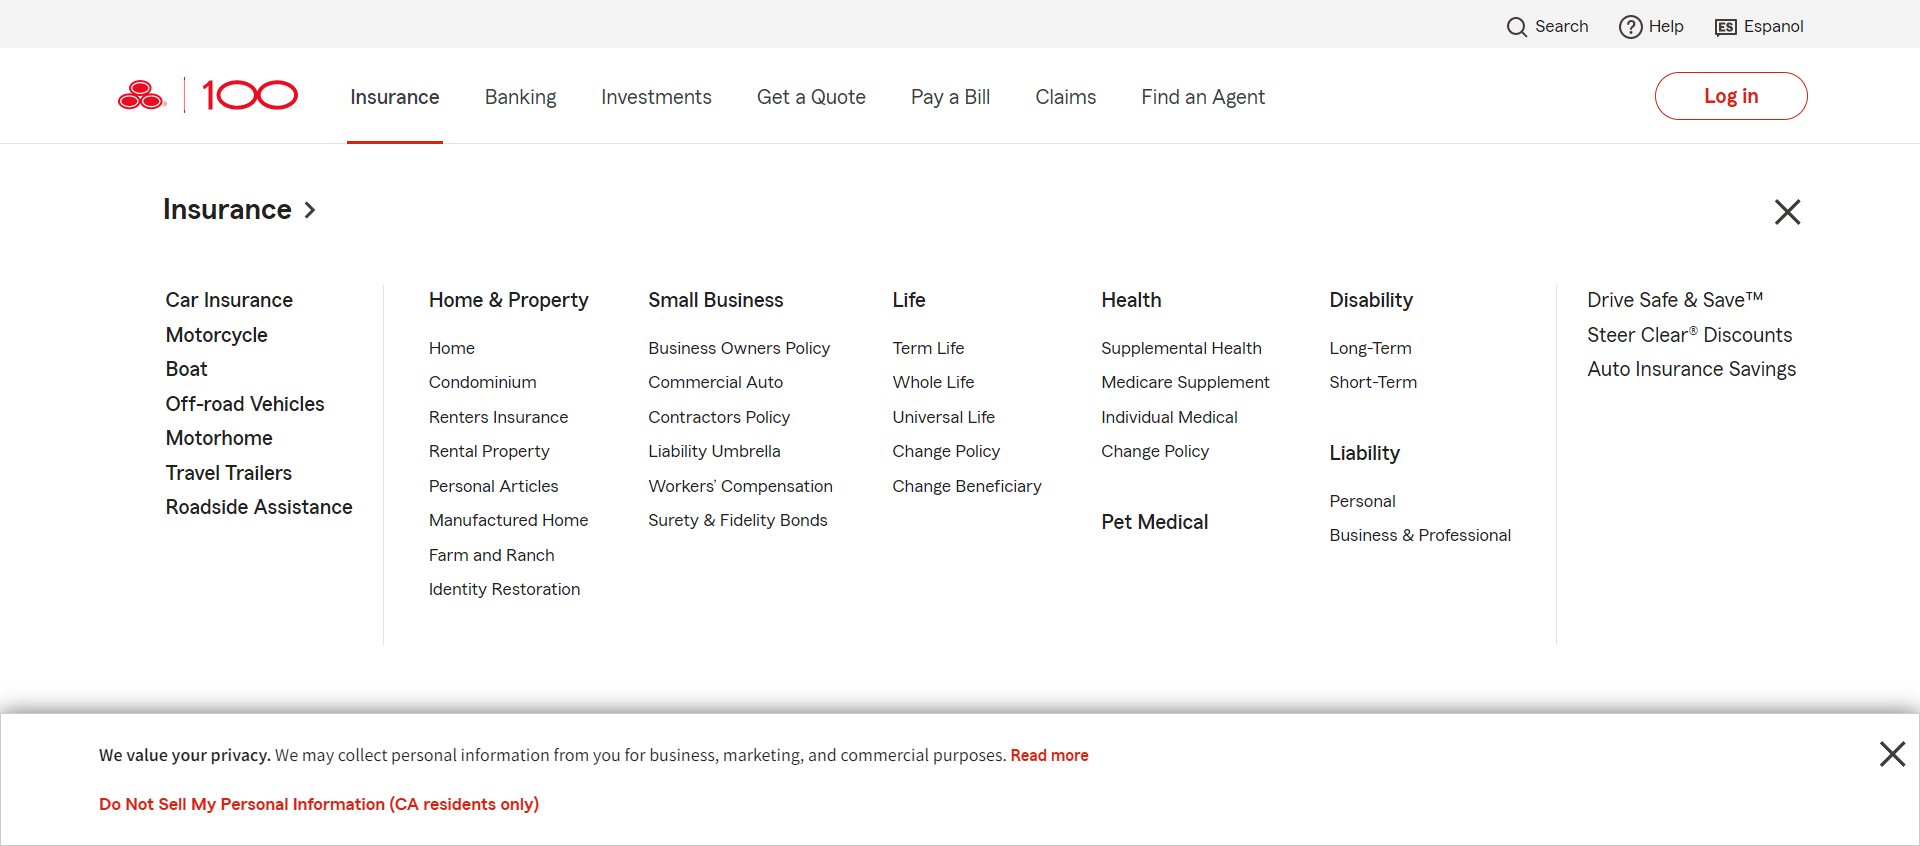 Search
Help
ES Espanol
100
Insurance
Banking
Investments
Get a Quote
Pay a Bill
Claims
Find an Agent
Log in
Insurance
Car Insurance
Motorcycle
Boat
Off-road Vehicles
Motorhome
Travel Trailers
Roadside Assistance
Home & Property
Home
Condominium
Renters Insurance
Rental Property
Personal Articles
Manufactured Home
Farm and Ranch
Identity Restoration
Small Business
Business Owners Policy
Commercial Auto
Contractors Policy
Liability Umbrella
Workers’ Compensation
Surety & Fidelity Bonds
Life
Term Life
Whole Life
Universal Life
Change Policy
Change Beneficiary
Health
Supplemental Health
Medicare Supplement
Individual Medical
Change Policy
Pet Medical
Disability
Long-Term
Short-Term
Liability
Personal
Business & Professional
Drive Safe & Save™
Steer Clear® Discounts
Auto Insurance Savings
We value your privacy. We may collect personal information from you for business, marketing, and commercial purposes. Read more
Do Not Sell My Personal Information (CA residents only)